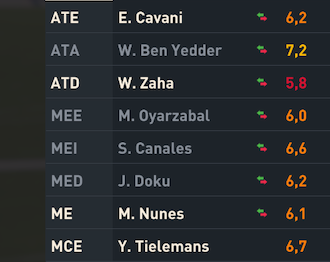 ATE E. Cavani 6,2
ATA W. Ben Yedder 7,2
ATD W. Zaha 5,8
MEE M. Oyarzabal 6,0
MEI S. Canales 6,6
MED J. Doku 6,2
ME M. Nunes 6,1
MCE Y. Tielemans 6,7